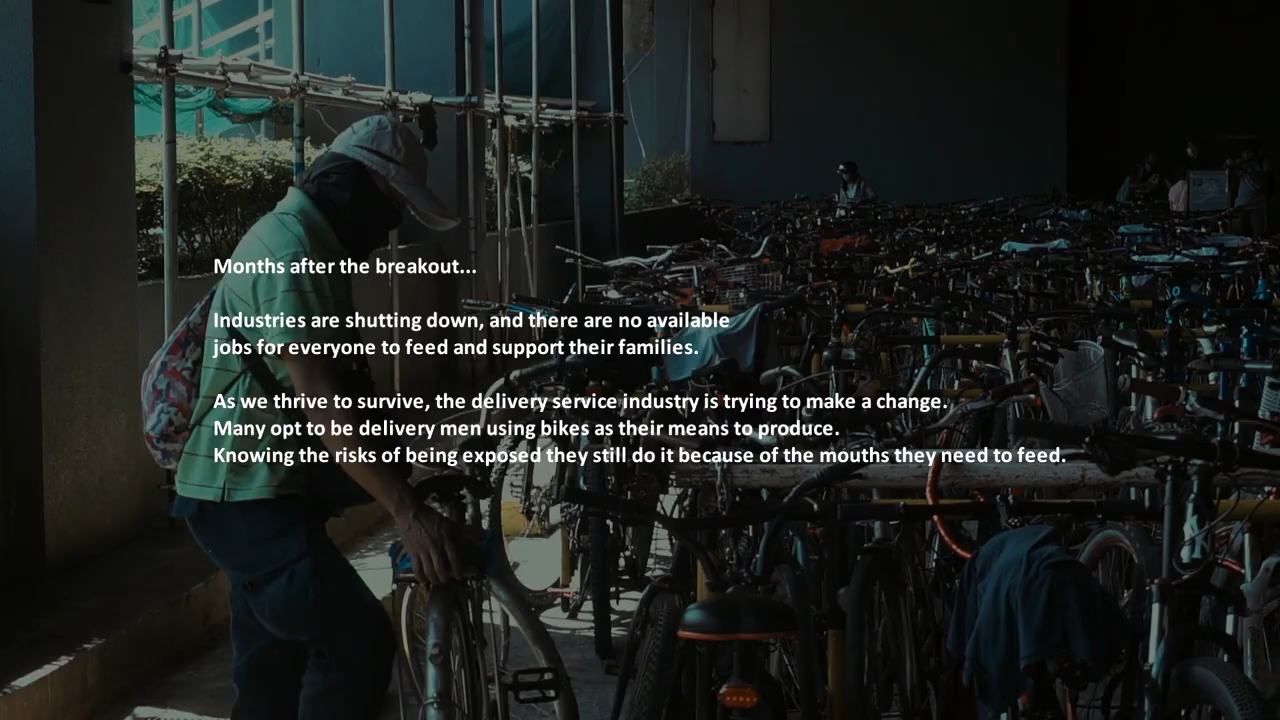 Months after the breakout...
Industries are shutting down, and there are no available
jobs for everyone to feed and support their families.
As we thrive to survive, the delivery service industry is trying to make a change.
Many opt to be delivery men using bikes as their means to produce.
Knowing the risks of being exposed they still do it because of the mouths they need to feed.